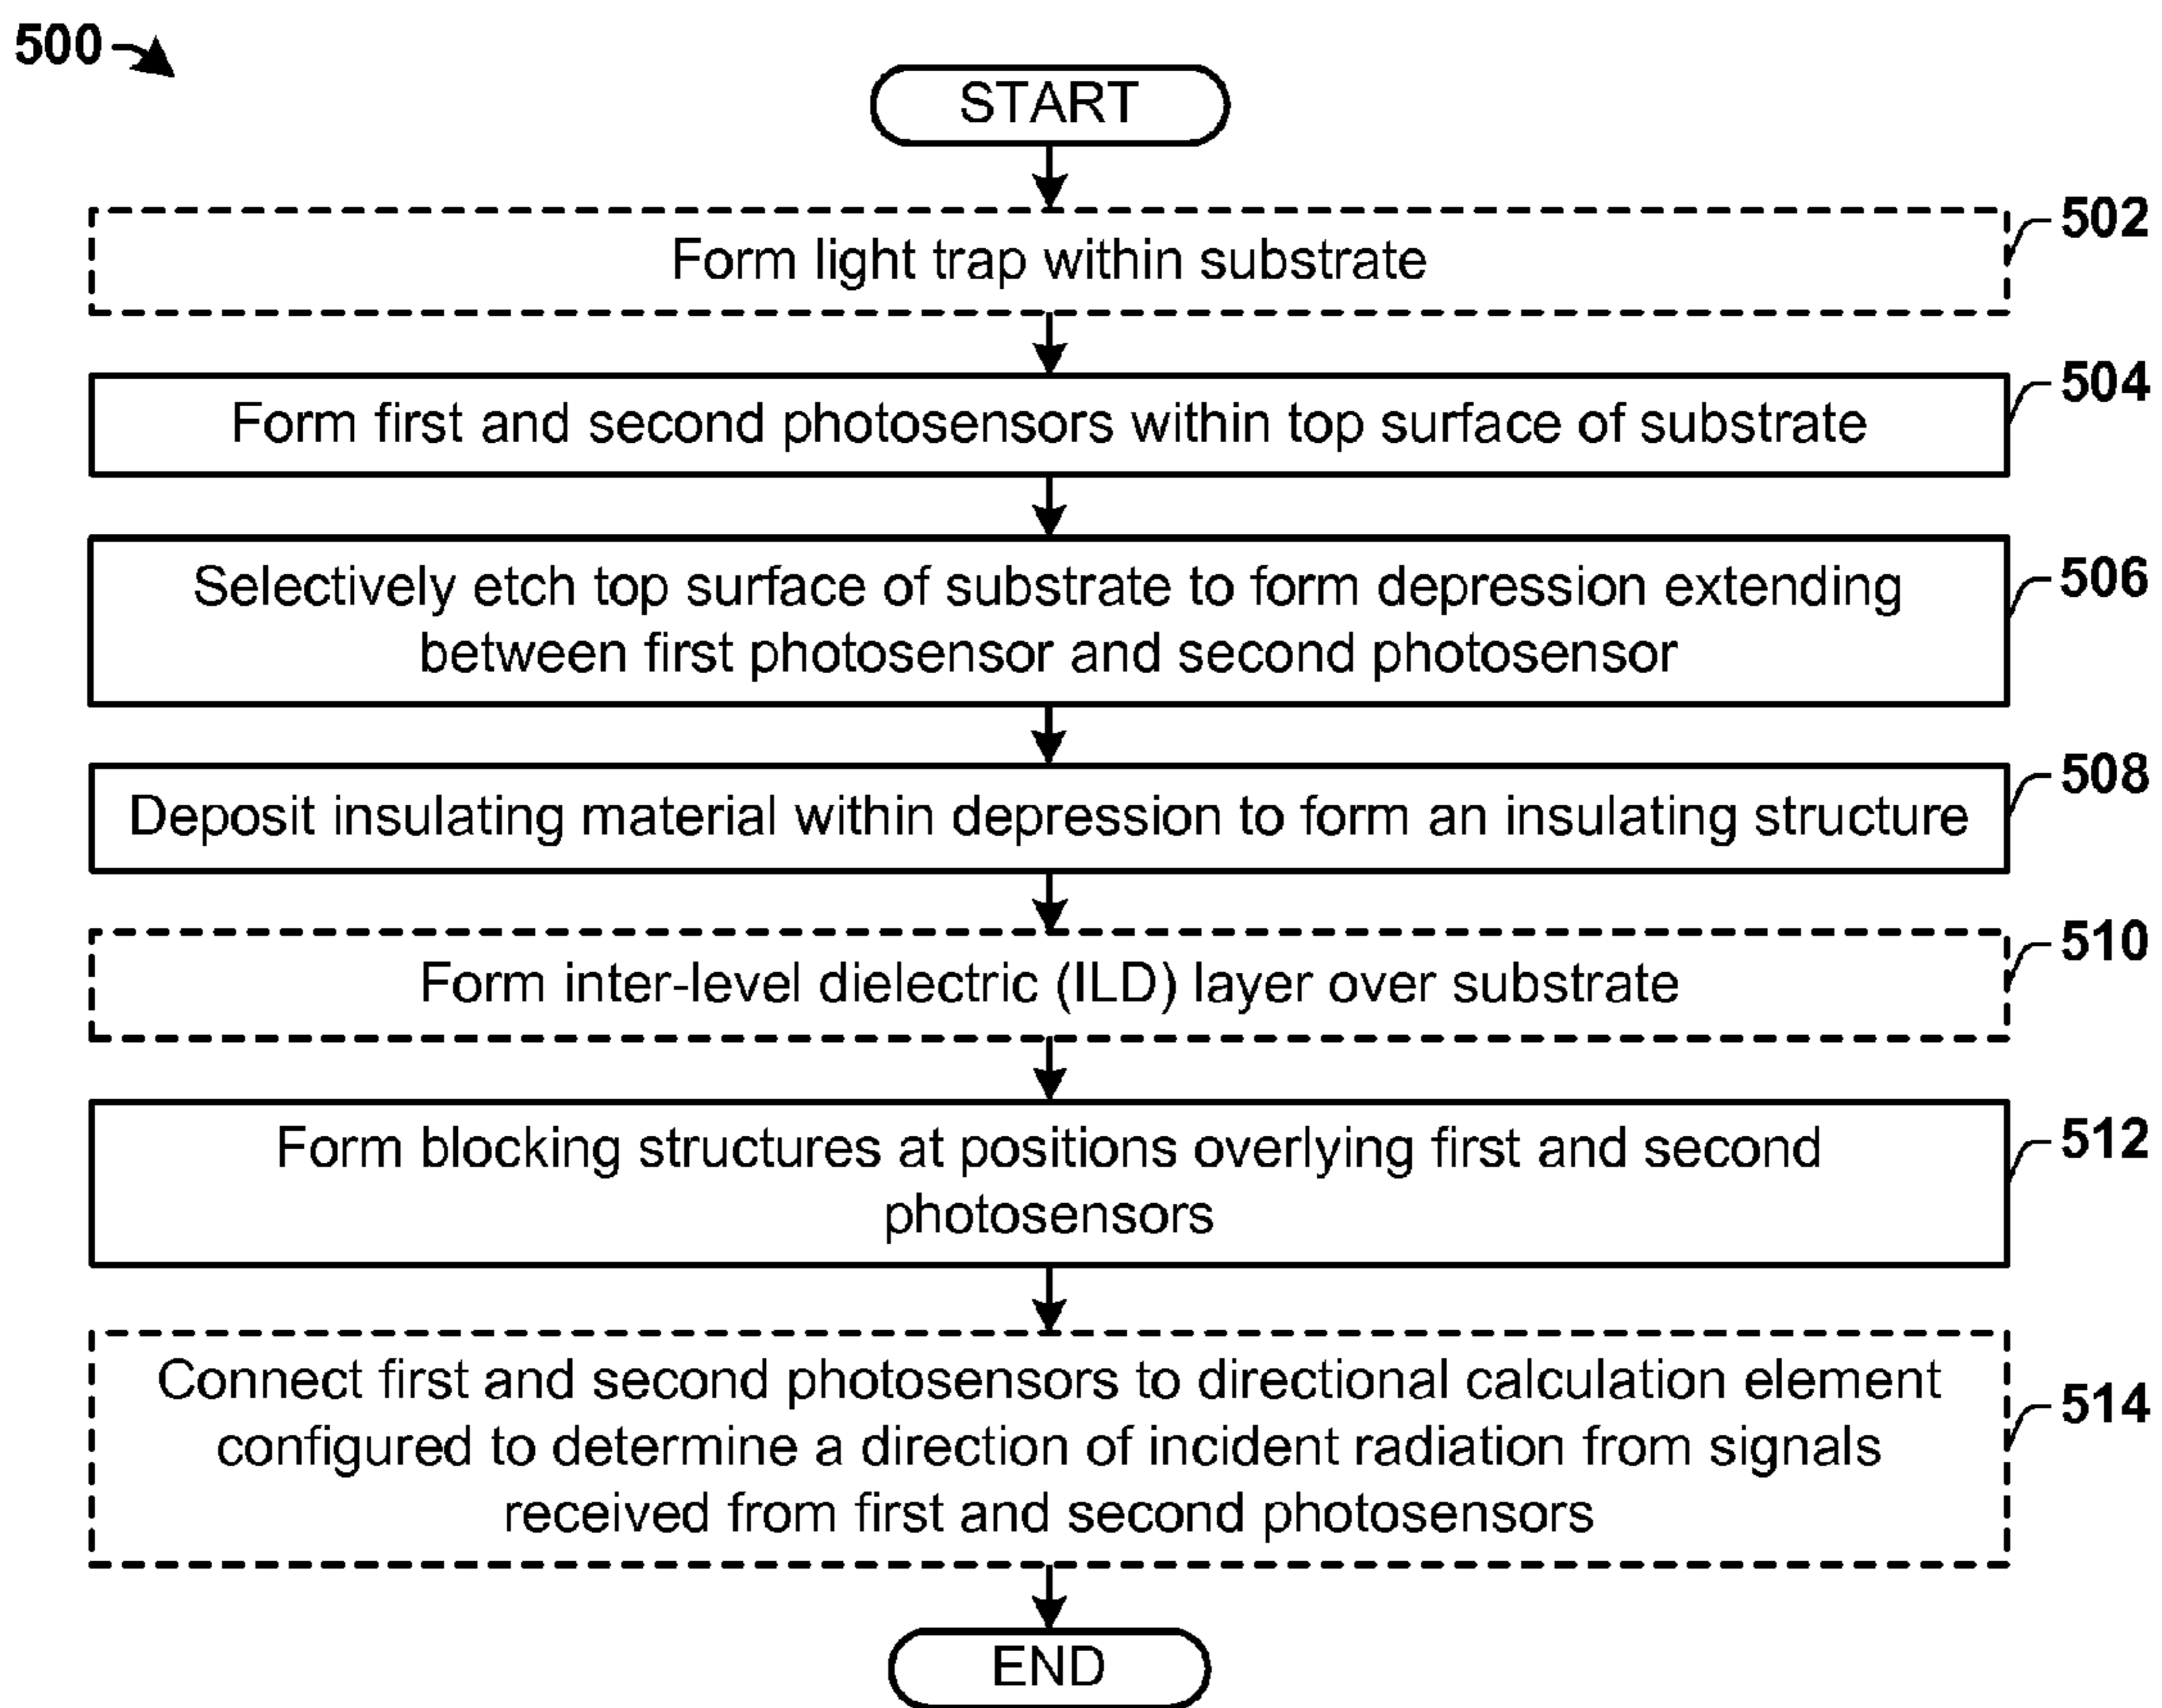 500
START
Form light trap within substrate
502
Form first and second photosensors within top surface of substrate
504
Selectively etch top surface of substrate to form depression extending
between first photosensor and second photosensor
506
Deposit insulating material within depression to form an insulating structure
508
Form inter-level dielectric (ILD) layer over substrate
510
Form blocking structures at positions overlying first and second
photosensors
512
Connect first and second photosensors to directional calculation element
configured to determine a direction of incident radiation from signals
received from first and second photosensors
514
END